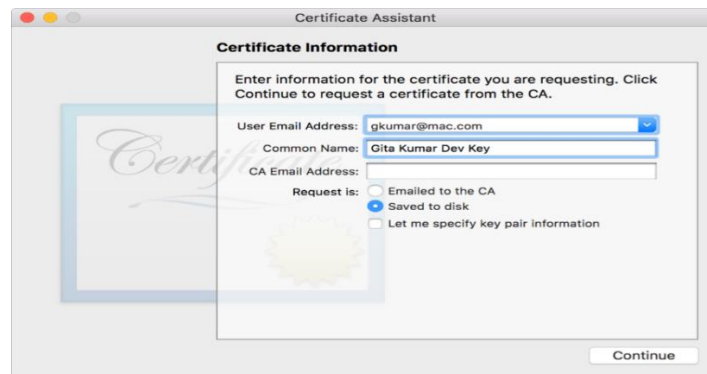 Certificate Assistant
Certificate Information
Enter information for the certificate you are requesting. Click
Continue to request a certificate from the CA.
User Email Address: gkumar@mac.com
Common Name: Gita Kumar Dev Key
CA Email Address:
Request is: Emailed to the CA
Saved to disk
Let me specify key pair information
Certificate
Continue